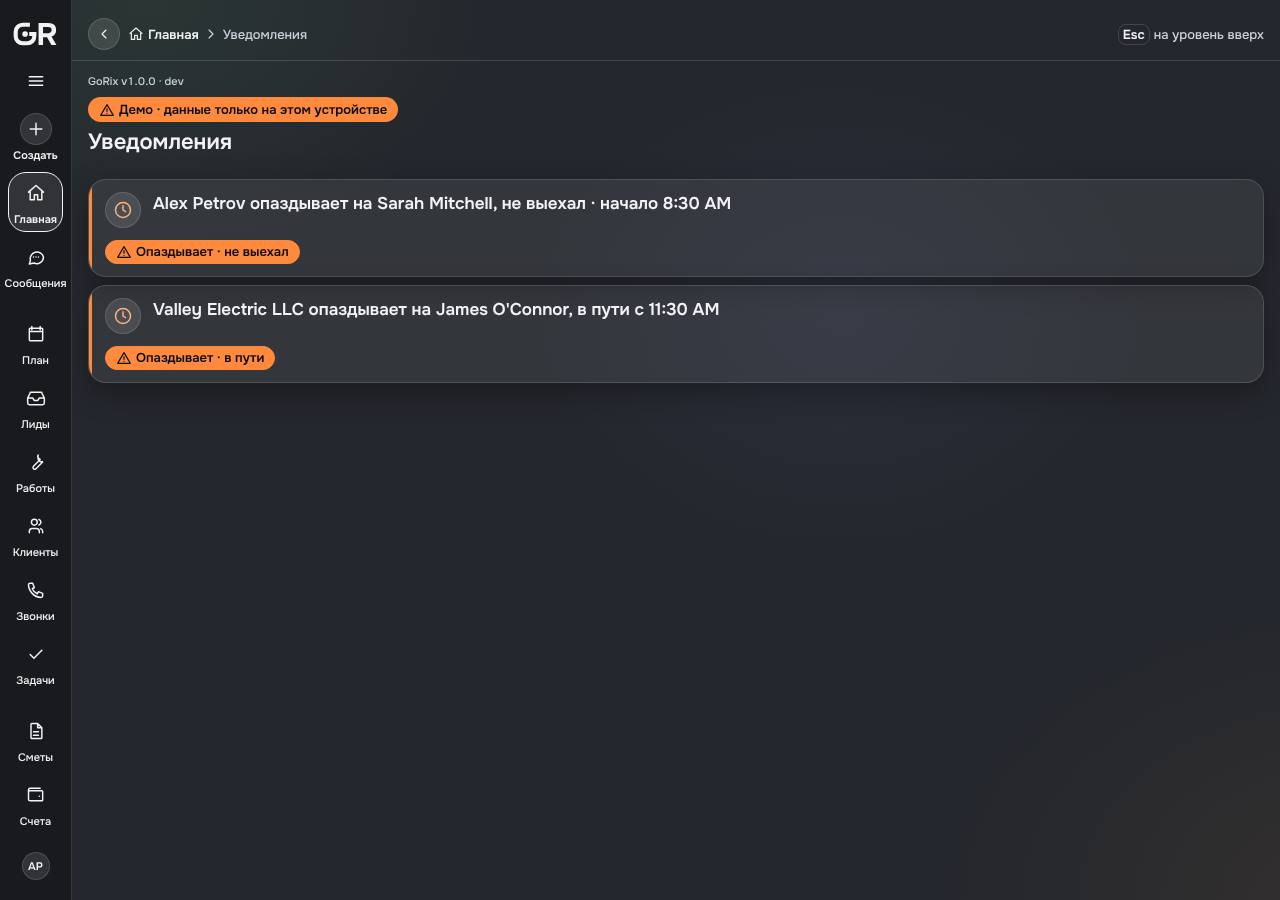 GR
Главная
Уведомления
Esc на уровень вверх
GoRix v1.0.0 · dev
Демо · данные только на этом устройстве
Уведомления
Alex Petrov опаздывает на Sarah Mitchell, не выехал · начало 8:30 AM
Опаздывает · не выехал
Valley Electric LLC опаздывает на James O'Connor, в пути с 11:30 AM
Опаздывает · в пути
Создать
Главная
Сообщения
План
Лиды
Работы
Клиенты
Звонки
Задачи
Сметы
Счета
AP